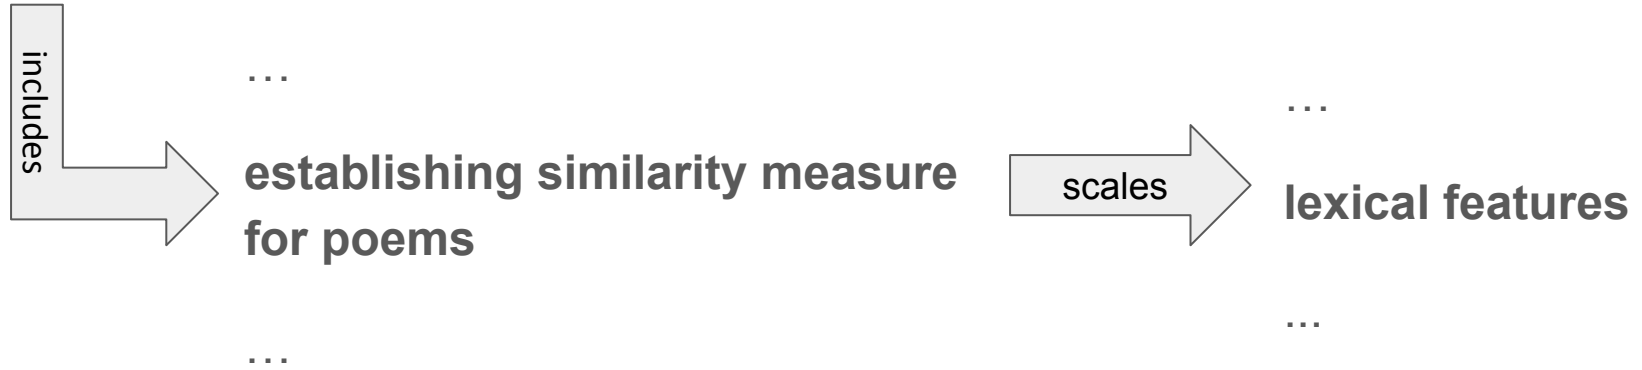 includes
…
establishing similarity measure
for poems
…
scales
…
lexical features
...